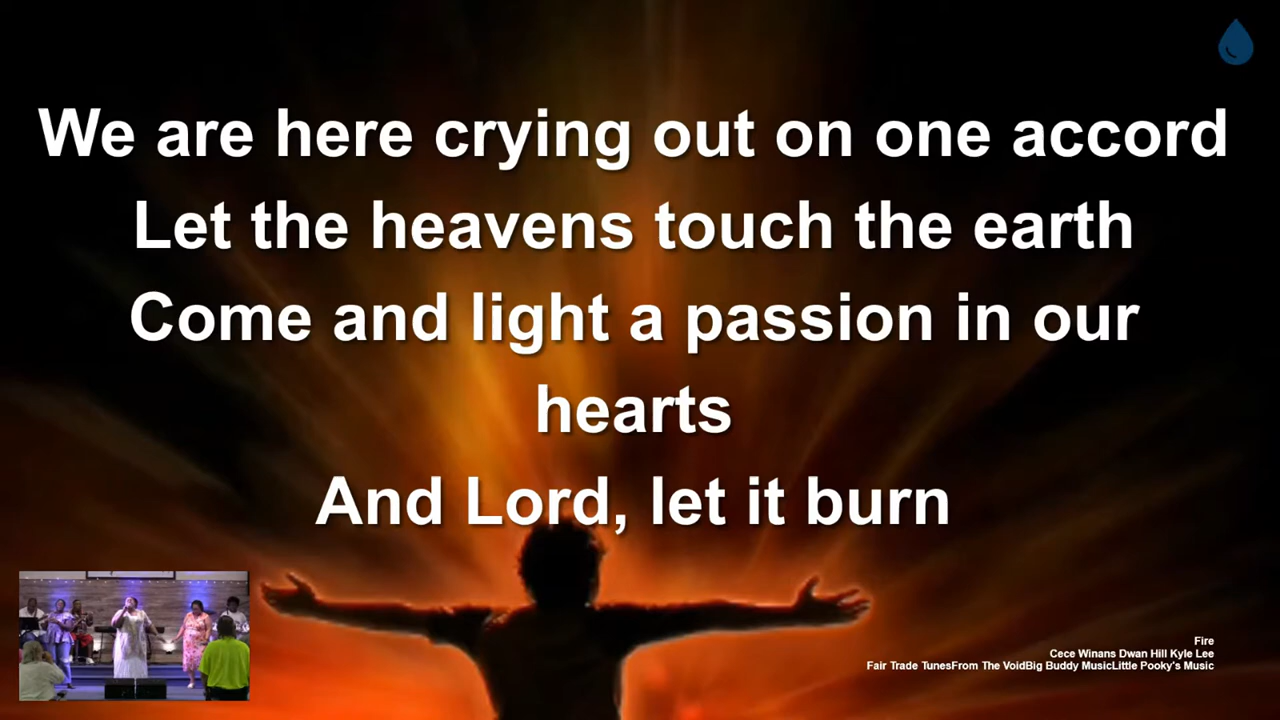 We are here crying out on one accord
Let the heavens touch the earth
Come and light a passion in our
hearts
And Lord, let it burn
Fire
Cece Winans Dwan Hill Kyle Lee
Fair Trade TunesFrom The VoidBig Buddy MusicLittle Pooky's Music